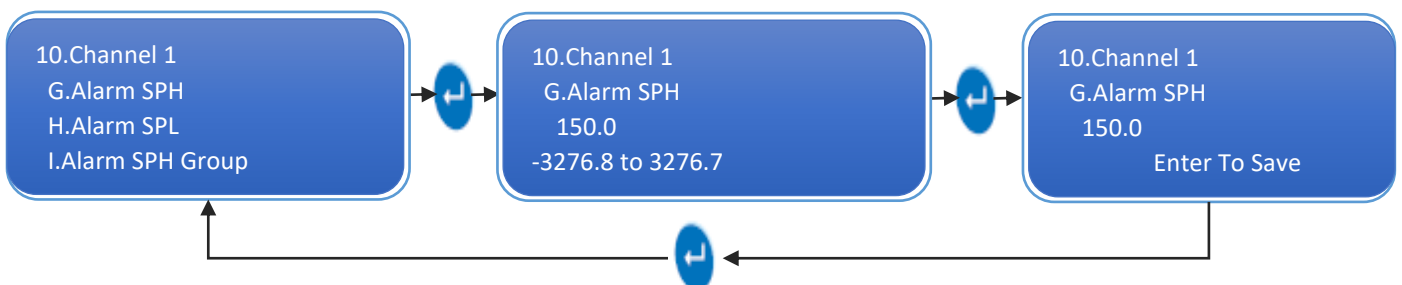 10.Channel 1
G.Alarm SPH
H.Alarm SPL
I.Alarm SPH Group
10.Channel 1
G.Alarm SPH
150.0
-3276.8 to 3276.7
10.Channel 1
G.Alarm SPH
150.0
Enter To Save